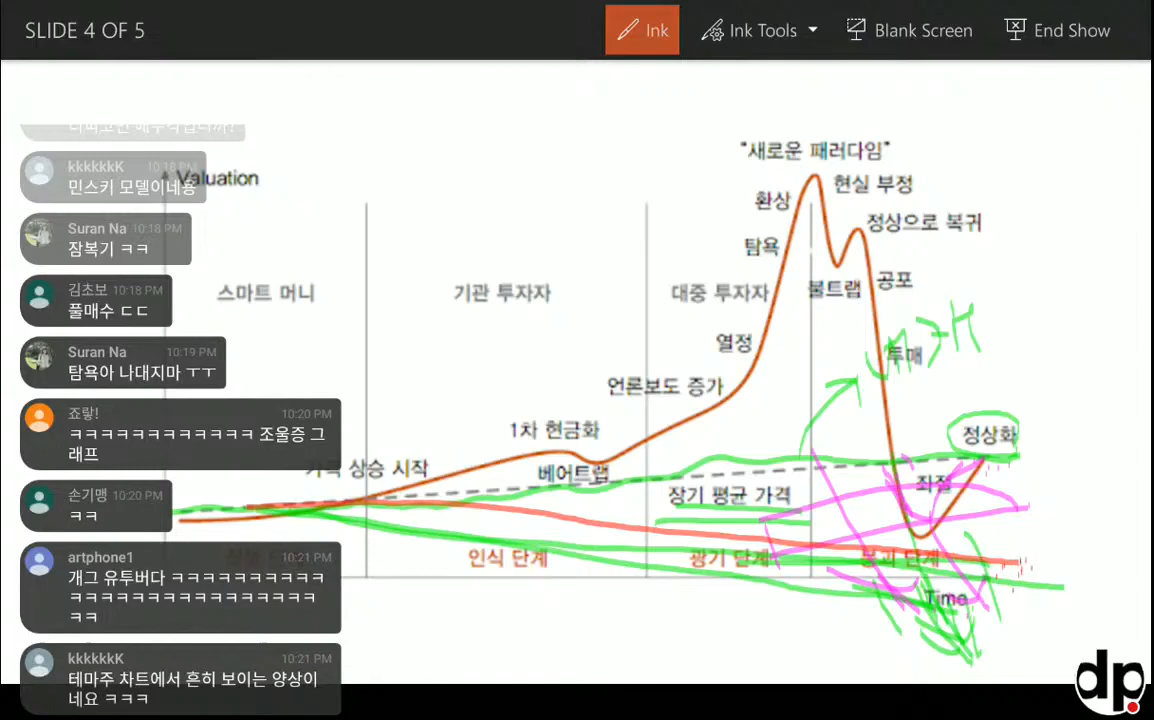 SLIDE 4 OF 5
Ink
Ink Tools
Blank Screen
End Show
kkkkkkK 10:18 PM
민스키 모델이네용
Suran Na 10:18 PM
잠복기 ㅋㅋ
김초보 10:18 PM
풀매수 ㄷㄷ
Suran Na 10:19 PM
탐욕아 나대지마 ㅜㅜ
죠랗! 10:20 PM
ㅋㅋㅋㅋㅋㅋㅋㅋㅋㅋㅋㅋ 조울증 그
래프
손기맹 10:20 PM
ㅋㅋ
artphone1 10:21 PM
개그 유투버다 ㅋㅋㅋㅋㅋㅋㅋㅋㅋㅋ
ㅋㅋㅋㅋㅋㅋㅋㅋㅋㅋㅋㅋㅋㅋㅋㅋ
ㅋㅋ
kkkkkkK 10:21 PM
테마주 차트에서 흔히 보이는 양상이
네요 ㅋㅋㅋ
Valuation
"새로운 패러다임"
환상
현실 부정
탐욕
정상으로 복귀
불트랩
공포
스마트 머니
기관 투자자
대중 투자자
열정
투매
언론보도 증가
1차 현금화
정상화
가격 상승 시작
베어트랩
좌절
장기 평균 가격
인식 단계
광기 단계
붕괴 단계
Time
dp